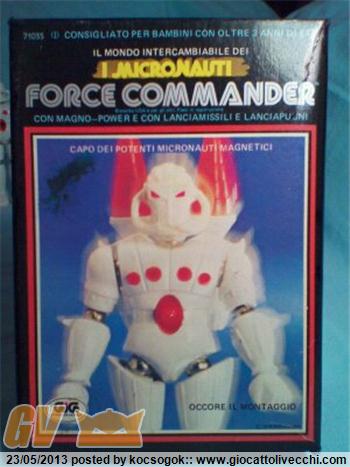 71035 CONSIGLIATO PER BAMBINI CON OLTRE 3 ANNI DI
IL MONDO INTERCAMBIABILE DEI
I MICRONAUTI
FORCE COMMANDER
CON MAGNO-POWER E CON LANCIAMISSILI E LANCIAPUGNI
CAPO DEI POTENTI MICRONAUTI MAGNETICI
GiG
OCCORE IL MONTAGGIO
GV
23/05/2013 posted by kocsogok:: www.giocattolivecchi.com